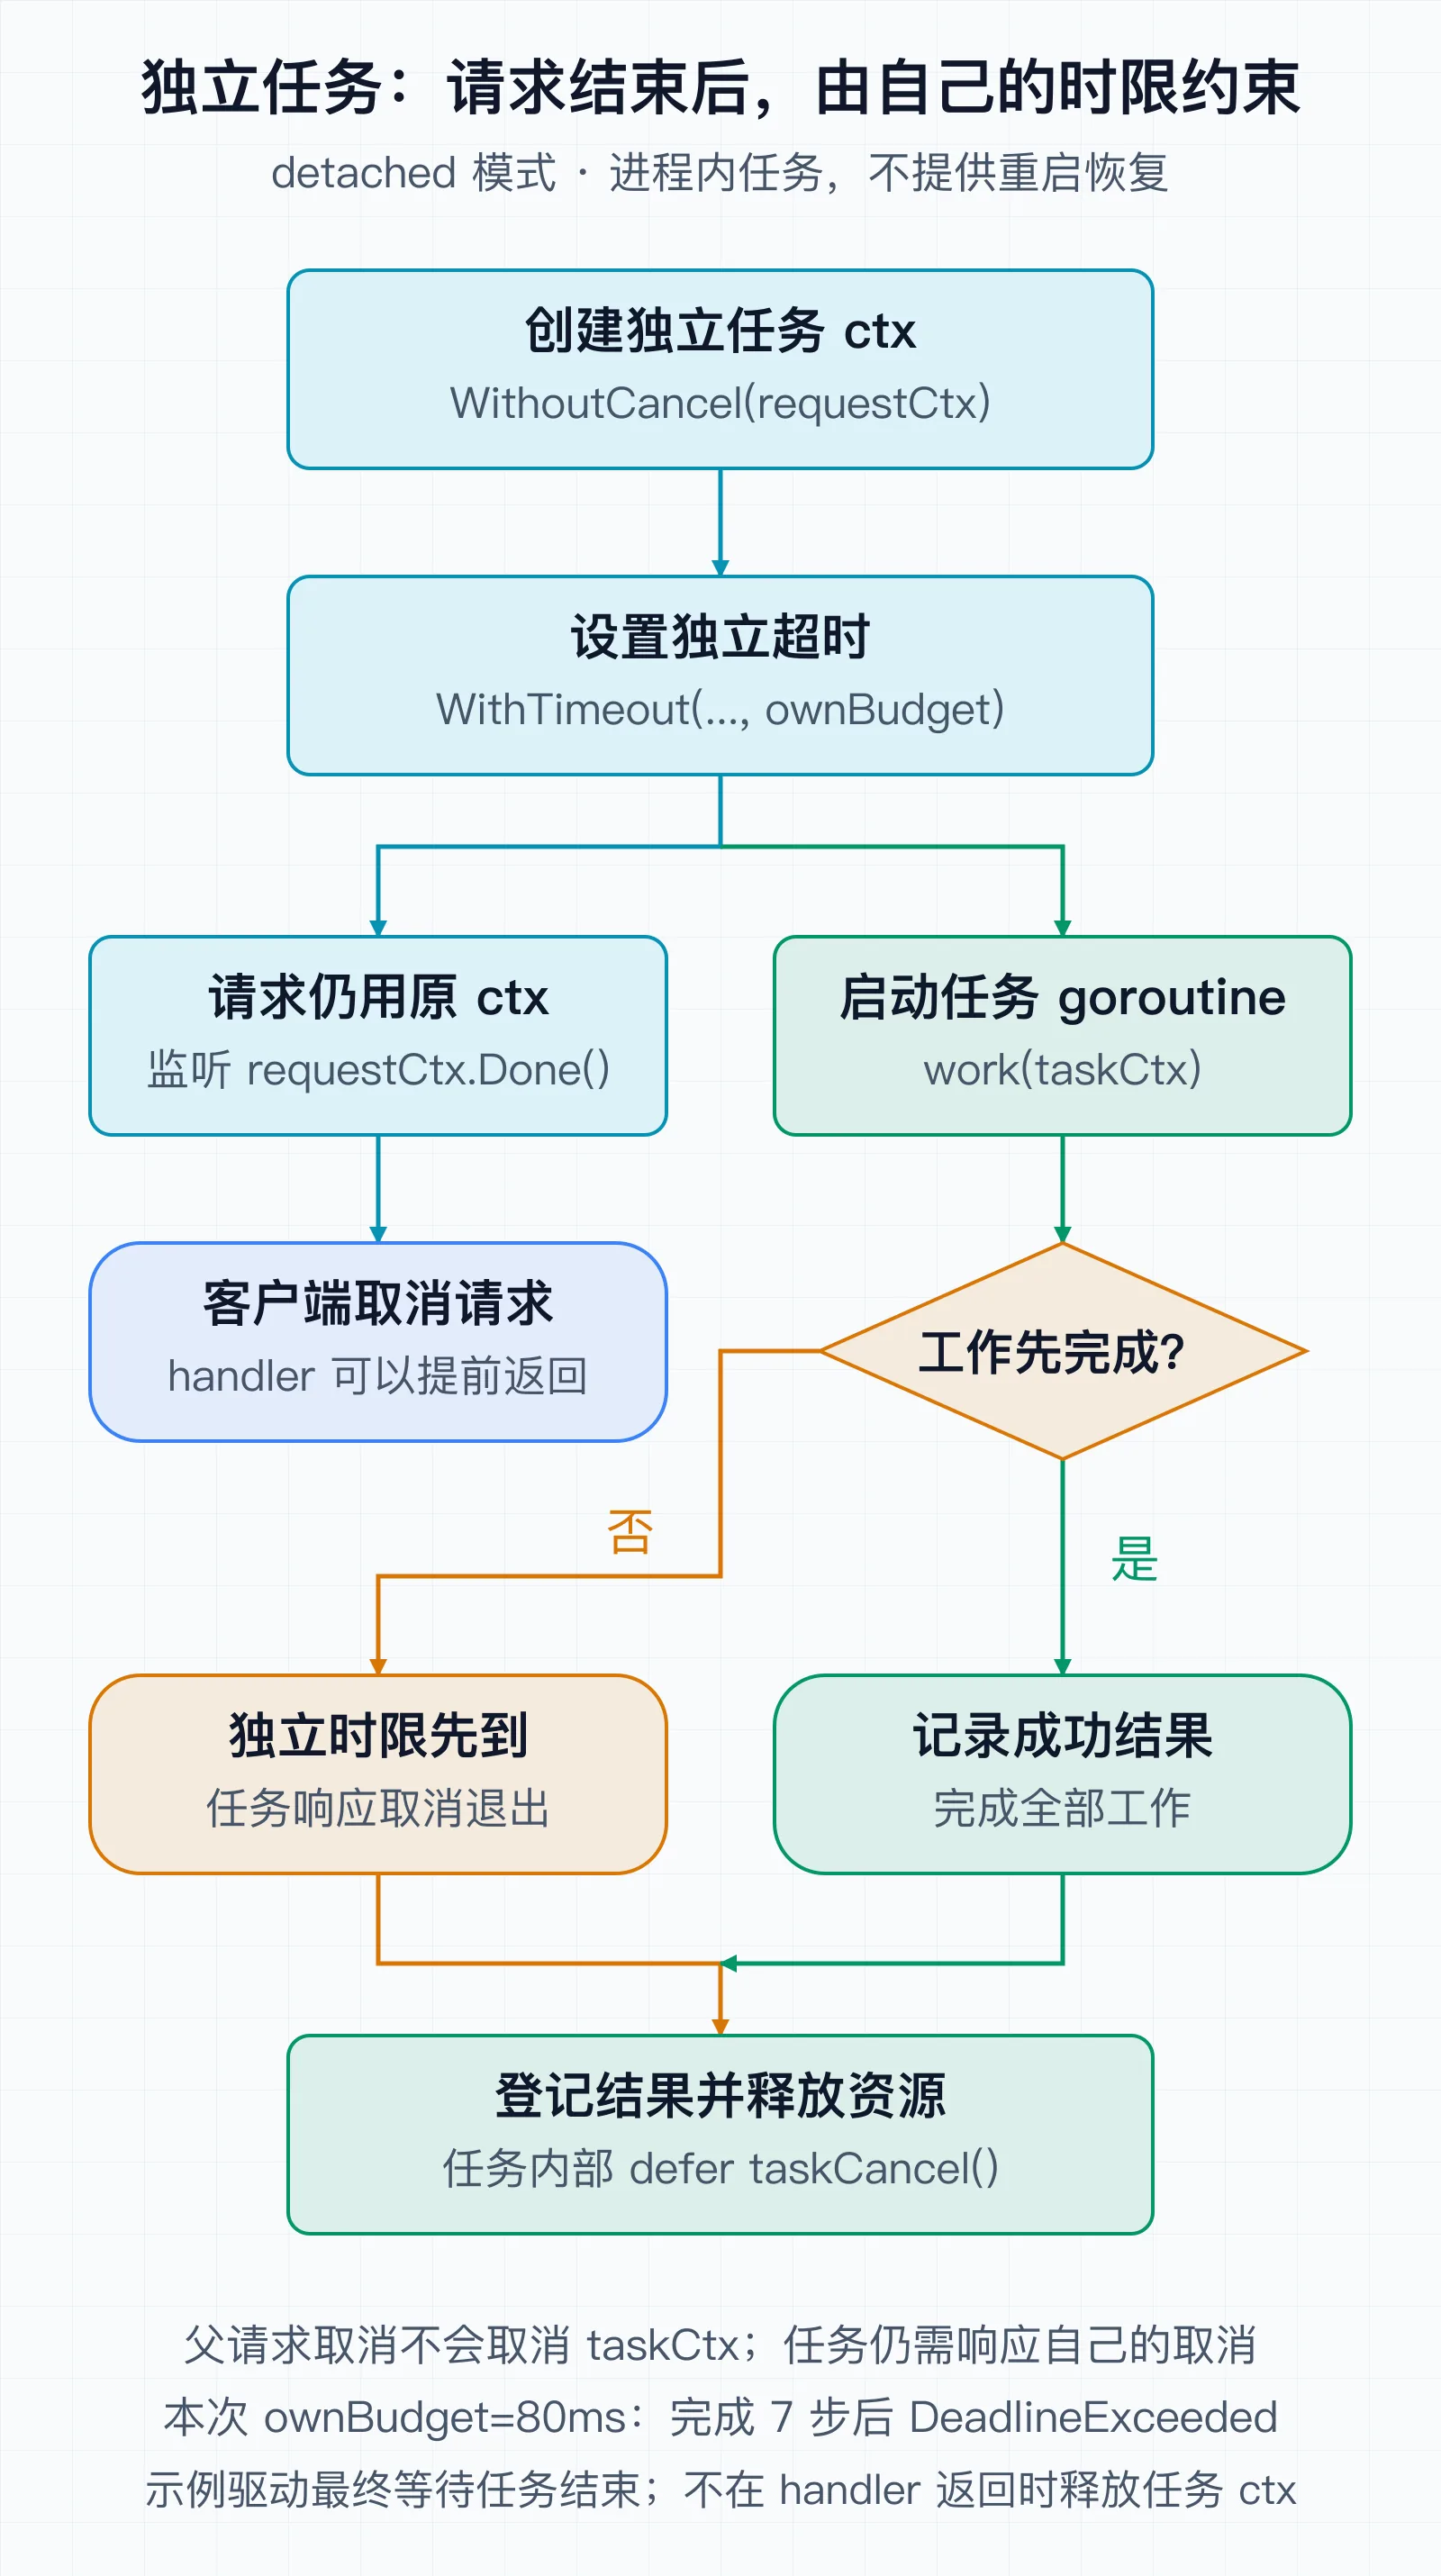 独立任务：请求结束后，由自己的时限约束
detached 模式 · 进程内任务，不提供重启恢复
创建独立任务 ctx
WithoutCancel(requestCtx)
设置独立超时
WithTimeout(..., ownBudget)
请求仍用原 ctx
监听 requestCtx.Done()
启动任务 goroutine
work(taskCtx)
客户端取消请求
handler 可以提前返回
工作先完成？
否
是
独立时限先到
任务响应取消退出
记录成功结果
完成全部工作
登记结果并释放资源
任务内部 defer taskCancel()
父请求取消不会取消 taskCtx；任务仍需响应自己的取消
本次 ownBudget=80ms：完成 7 步后 DeadlineExceeded
示例驱动最终等待任务结束；不在 handler 返回时释放任务 ctx